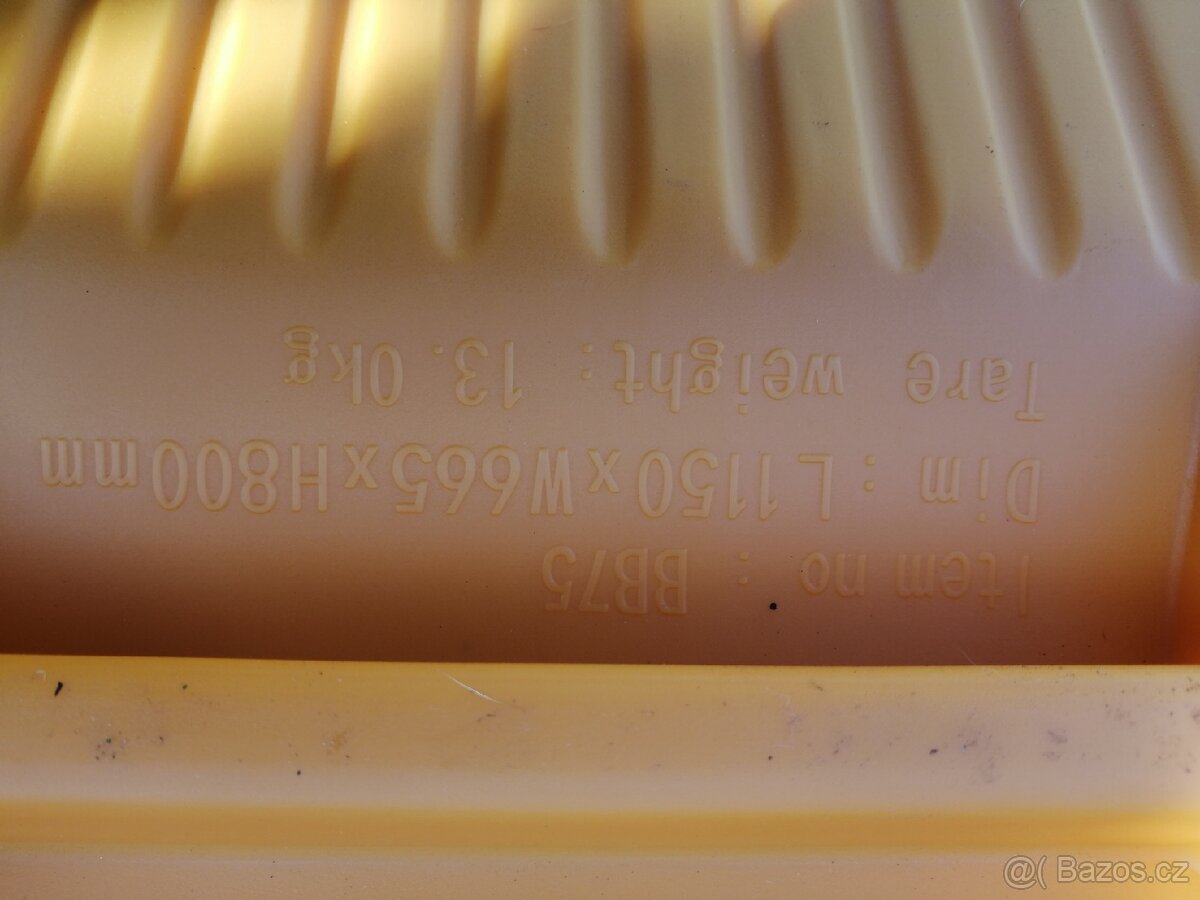 Item no : BB75
Dim : L1150xW665xH800mm
Tare weight : 13.0kg
@( Bazos.cz